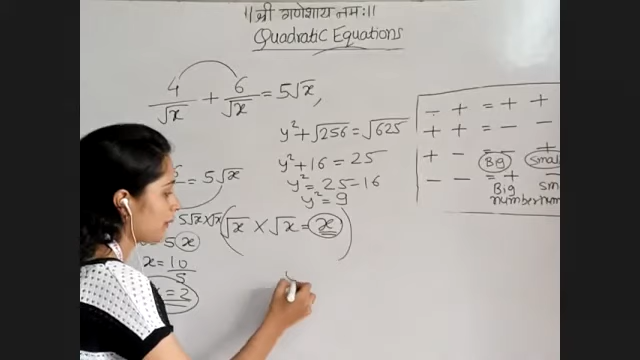 ||श्री गणेशाय नमः||
Quadratic Equations
4/√x + 6/√x = 5√x,
= 5√x
5√x × √x
= 5x
x = 10/5
= 2
y² + √256 = √625
y² + 16 = 25
y² = 25 - 16
y² = 9
(√x × √x = x)
- + = + +
+ + = - -
+ - Big Small
- - = +
Big
number